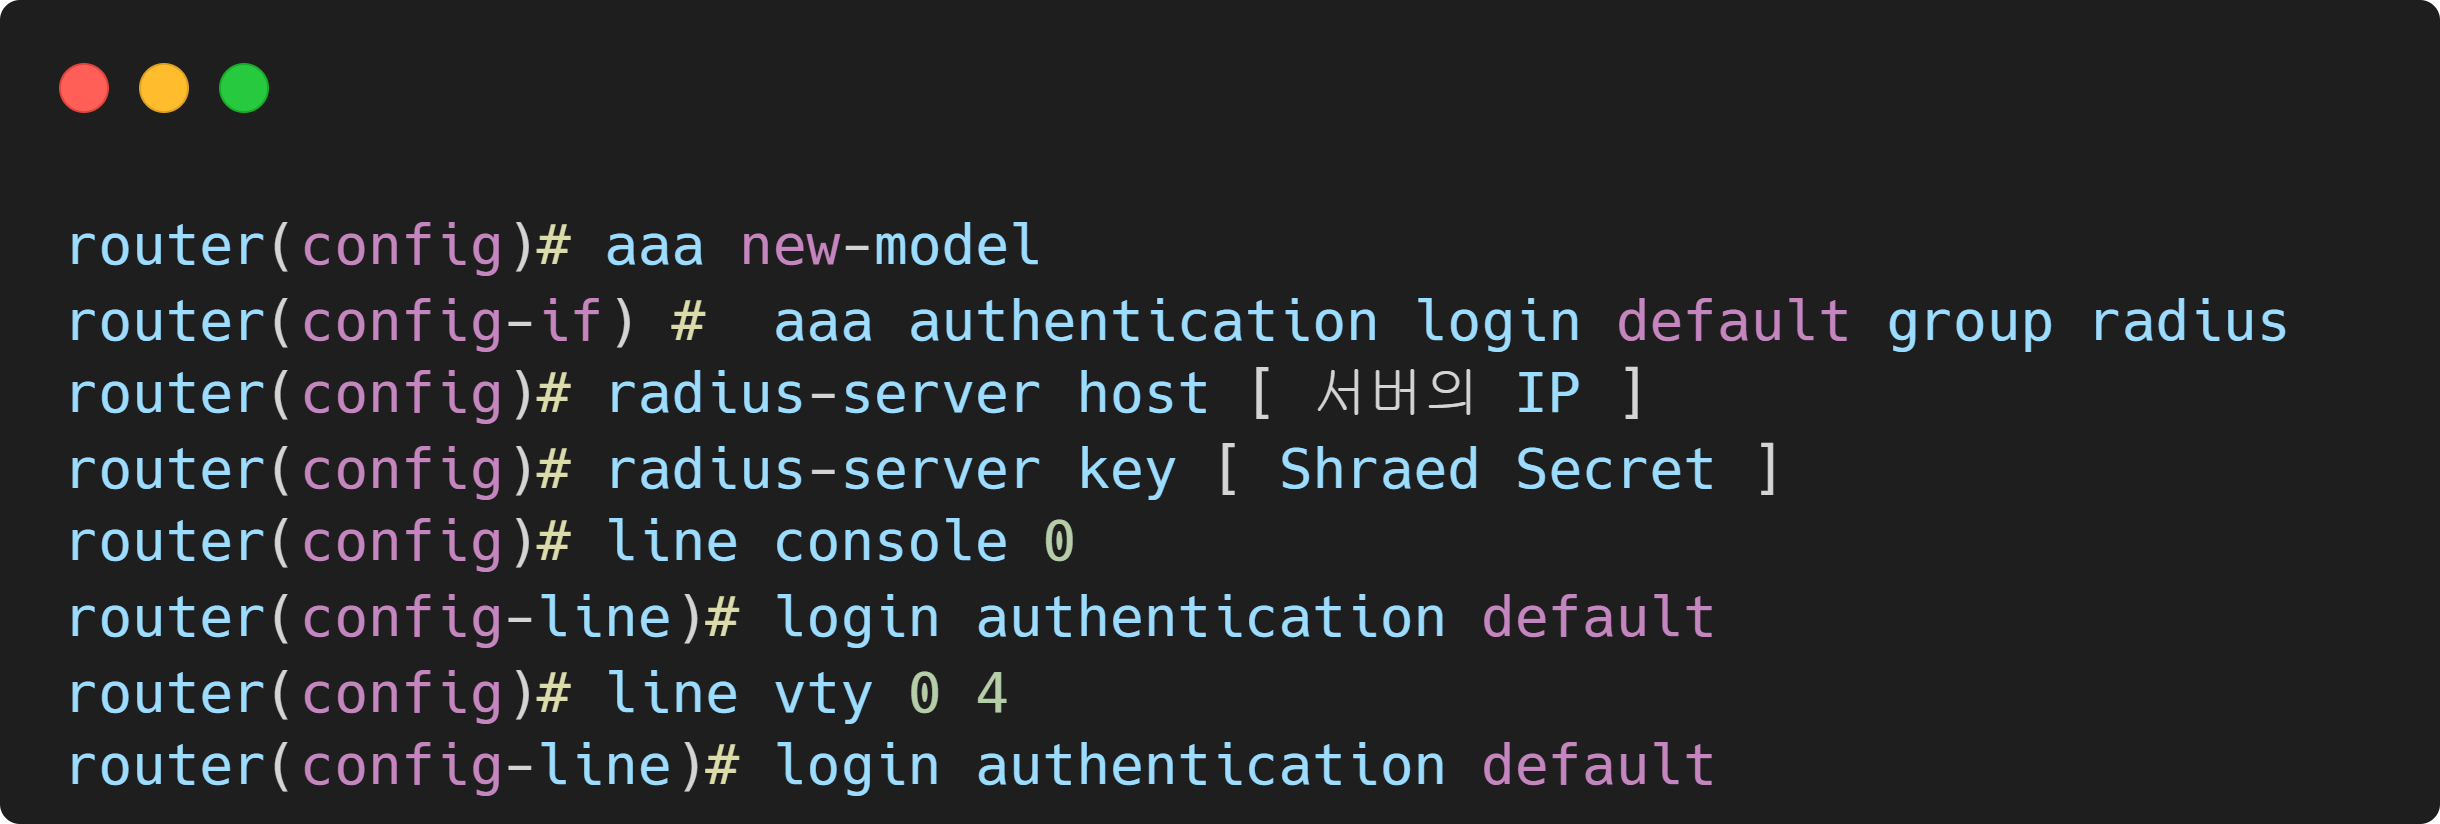 router(config)# aaa new-model
router(config-if) #  aaa authentication login default group radius
router(config)# radius-server host [ 서버의 IP ]
router(config)# radius-server key [ Shraed Secret ]
router(config)# line console 0
router(config-line)# login authentication default
router(config)# line vty 0 4
router(config-line)# login authentication default